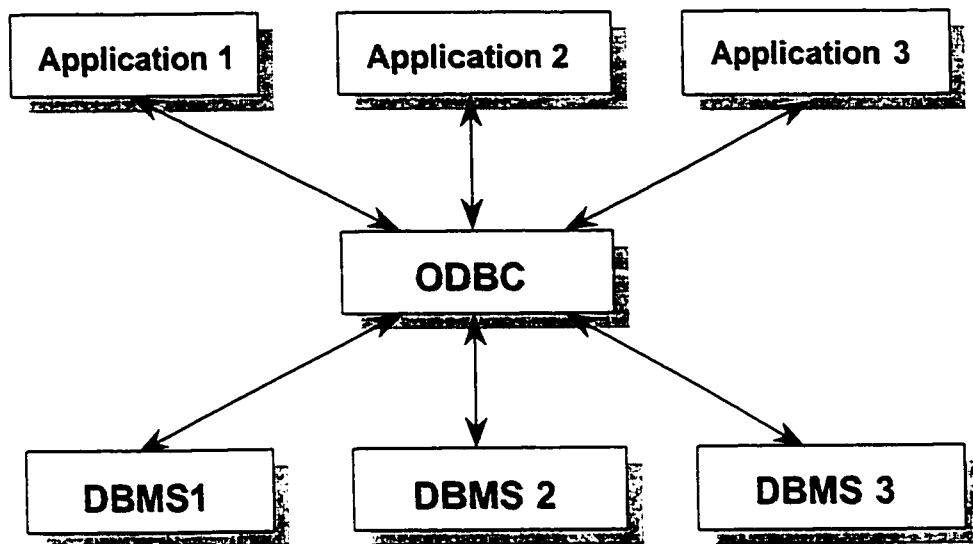 Application 1
Application 2
Application 3
ODBC
DBMS1
DBMS 2
DBMS 3